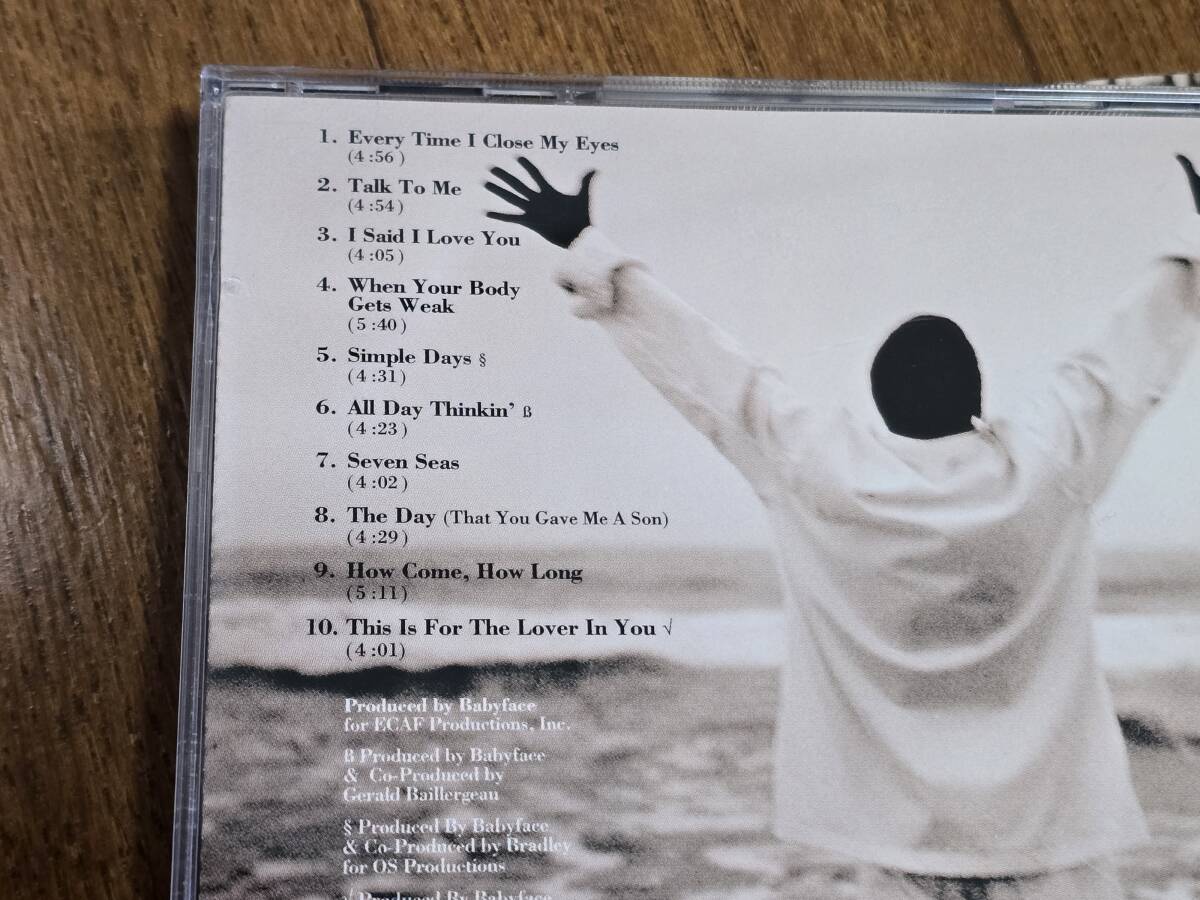 1. Every Time I Close My Eyes
(4:56)
2. Talk To Me
(4:54)
3. I Said I Love You
(4:05)
4. When Your Body
Gets Weak
(5:40)
5. Simple Days §
(4:31)
6. All Day Thinkin' ß
(4:23)
7. Seven Seas
(4:02)
8. The Day (That You Gave Me A Son)
(4:29)
9. How Come, How Long
(5:11)
10. This Is For The Lover In You √
(4:01)
Produced by Babyface
for ECAF Productions, Inc.
ß Produced by Babyface
& Co-Produced by
Gerald Baillergeau
§ Produced By Babyface
& Co-Produced by Bradley
for OS Productions
√ Produced By Babyface